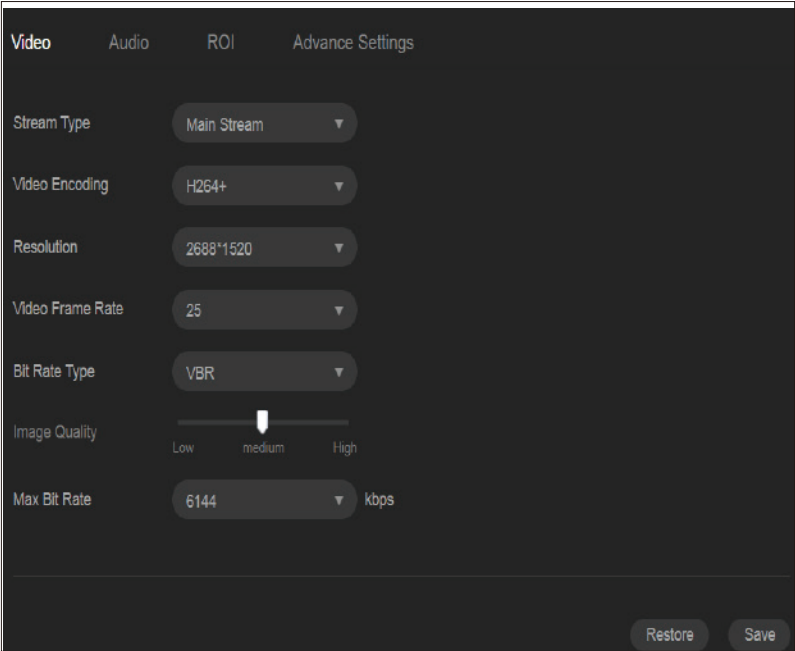 Video Audio ROI Advance Settings
Stream Type Main Stream
Video Encoding H264+
Resolution 2688*1520
Video Frame Rate 25
Bit Rate Type VBR
Image Quality
Low medium High
Max Bit Rate 6144 kbps
Restore Save